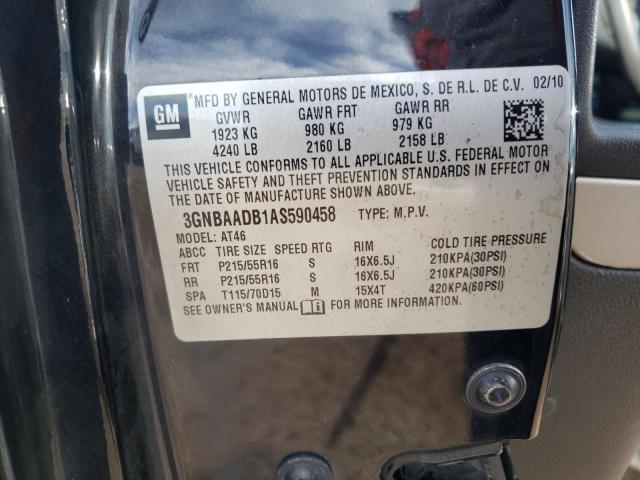 GM
MFD BY GENERAL MOTORS DE MEXICO, S. DE R.L. DE C.V. 02/10
GVWR GAWR FRT GAWR RR
1923 KG 980 KG 979 KG
4240 LB 2160 LB 2158 LB
THIS VEHICLE CONFORMS TO ALL APPLICABLE U.S. FEDERAL MOTOR
VEHICLE SAFETY AND THEFT PREVENTION STANDARDS IN EFFECT ON
THE DATE OF MANUFACTURE SHOWN ABOVE.
3GNBAADB1AS590458 TYPE: M.P.V.
MODEL: AT46
ABCC TIRE SIZE SPEED RTG RIM COLD TIRE PRESSURE
FRT P215/55R16 S 16X6.5J 210KPA(30PSI)
RR P215/55R16 S 16X6.5J 210KPA(30PSI)
SPA T115/70D15 M 15X4T 420KPA(60PSI)
SEE OWNER'S MANUAL FOR MORE INFORMATION.